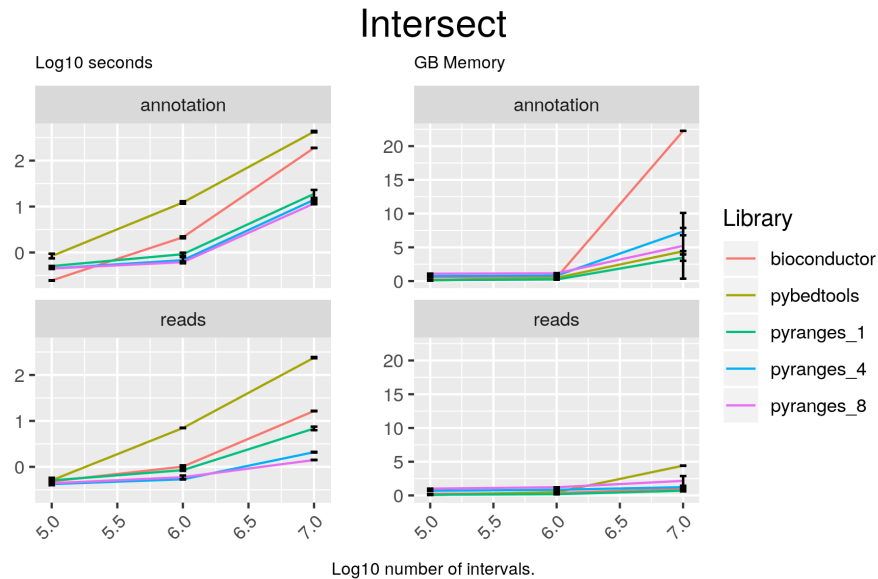 Intersect
Log10 seconds
GB Memory
annotation
annotation
2
1
0
20
15
10
5
0
reads
reads
2
1
0
20
15
10
5
0
5.0
5.5
6.0
6.5
7.0
5.0
5.5
6.0
6.5
7.0
Log10 number of intervals.
Library
bioconductor
pybedtools
pyranges_1
pyranges_4
pyranges_8